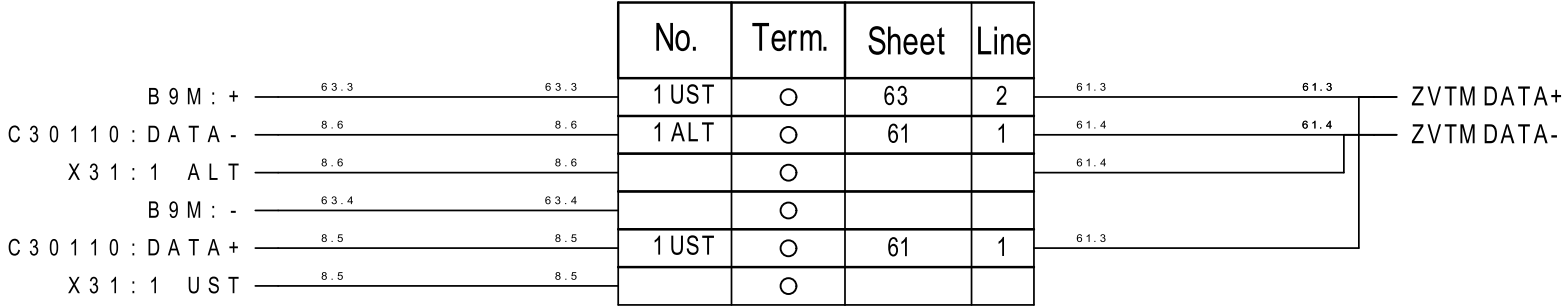 No. Term. Sheet Line
B9M:+ 63.3 63.3 1UST 63 2 61.3 61.3 ZVTM DATA+
C30110:DATA- 8.6 8.6 1ALT 61 1 61.4 61.4 ZVTM DATA-
X31:1 ALT 8.6 8.6 61.4
B9M:- 63.4 63.4
C30110:DATA+ 8.5 8.5 1UST 61 1 61.3
X31:1 UST 8.5 8.5